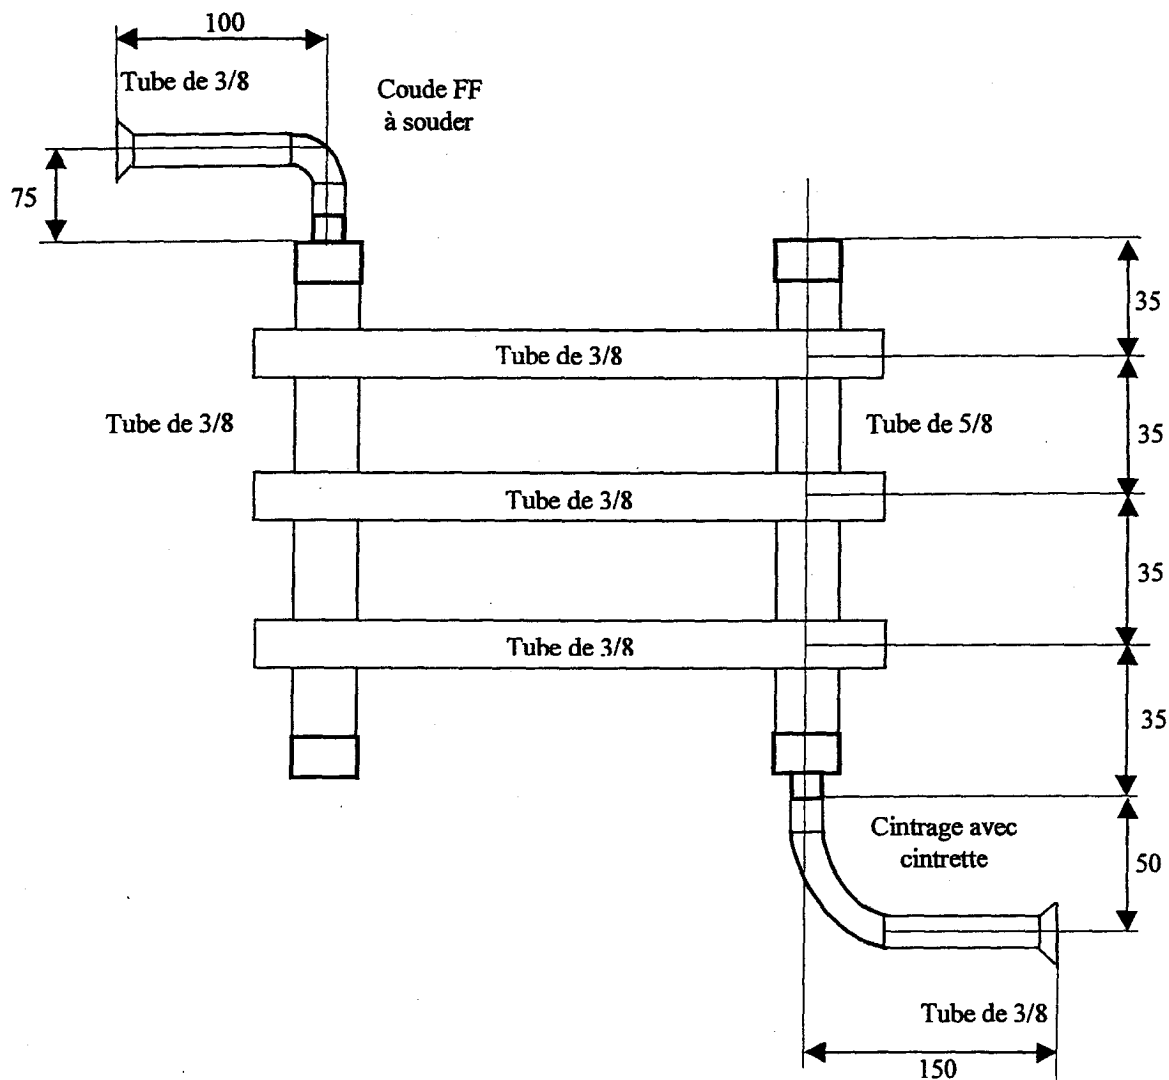 100
Tube de 3/8
Coude FF
à souder
75
35
Tube de 3/8
Tube de 3/8
Tube de 5/8
35
Tube de 3/8
35
Tube de 3/8
35
Cintrage avec
cintrette
50
Tube de 3/8
150